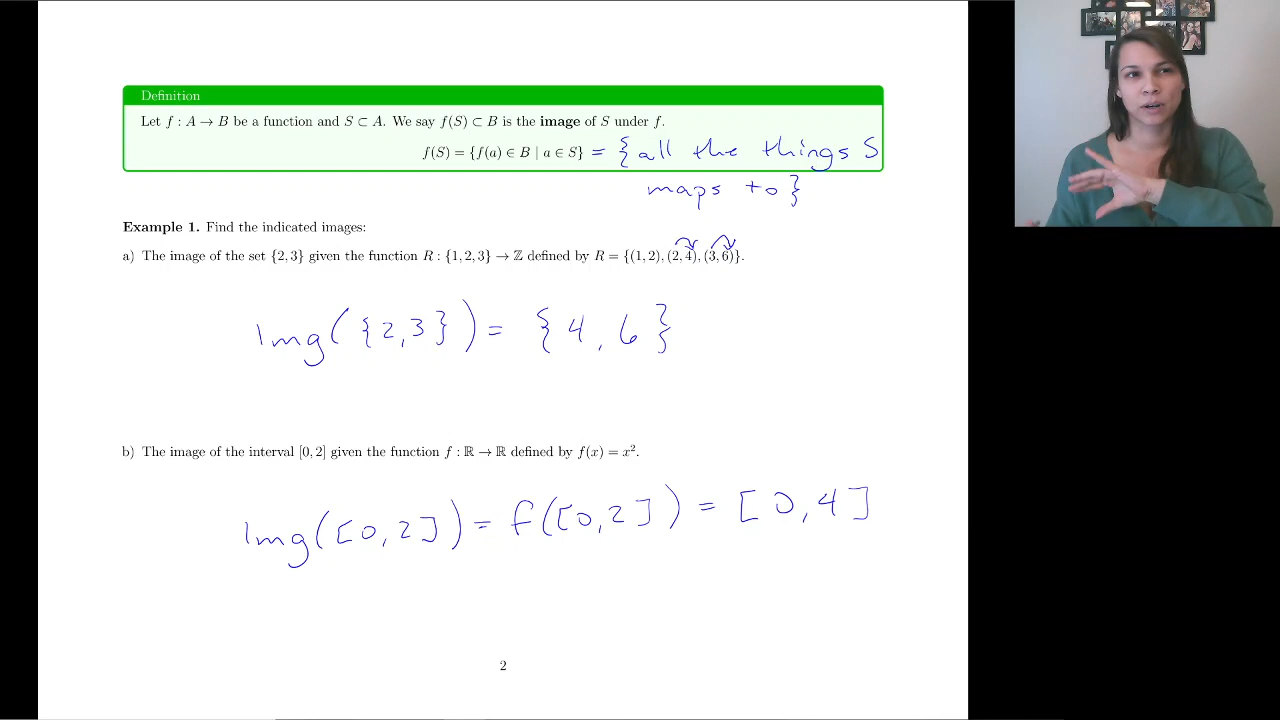 Definition
Let f : A → B be a function and S ⊂ A. We say f(S) ⊂ B is the image of S under f.
f(S) = {f(a) ∈ B | a ∈ S} = {all the things S
maps to}
Example 1. Find the indicated images:
a) The image of the set {2, 3} given the function R : {1, 2, 3} → ℤ defined by R = {(1, 2), (2, 4), (3, 6)}.
Img({2,3}) = {4, 6}
b) The image of the interval [0, 2] given the function f : ℝ → ℝ defined by f(x) = x².
Img([0,2]) = f([0,2]) = [0,4]
2